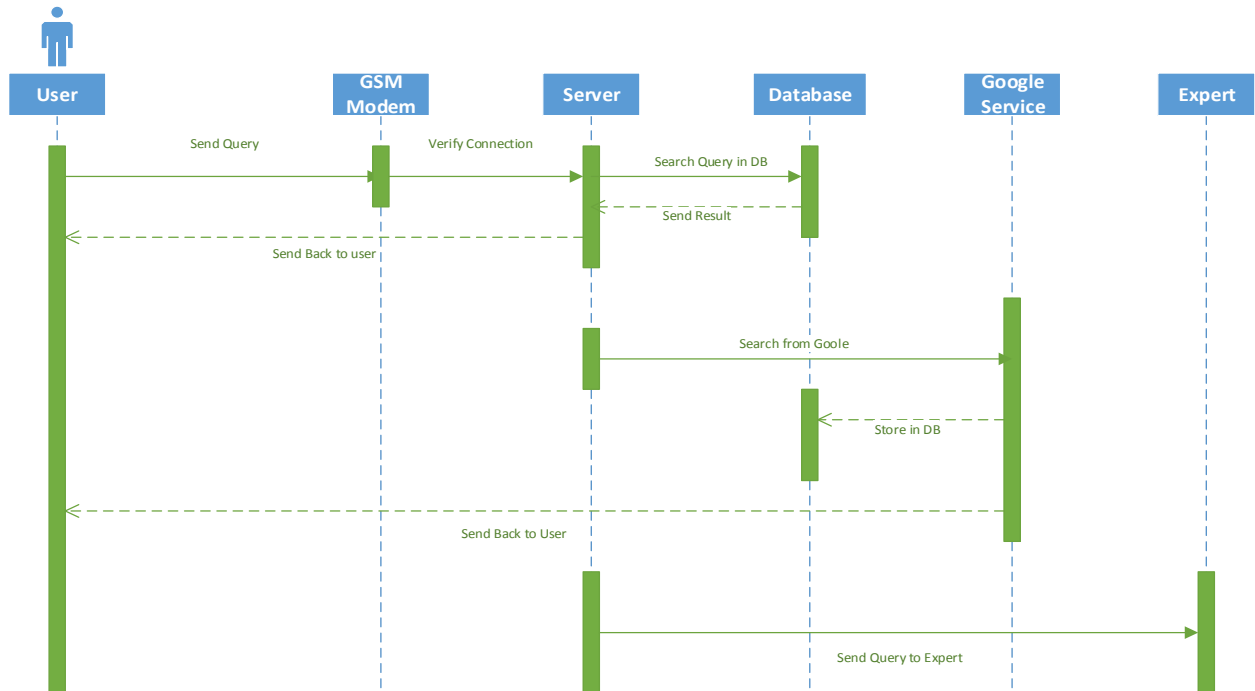 User
GSM
Modem
Server
Database
Google
Service
Expert
Send Query
Verify Connection
Search Query in DB
Send Result
Send Back to user
Search from Goole
Store in DB
Send Back to User
Send Query to Expert